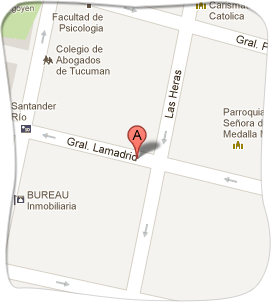 goyen
Facultad de
Psicologia
Carisma
Catolica
Gral. P
Colegio de
Abogados
de Tucuman
Las Heras
Santander
Río
Parroquia
Señora d
Medalla M
A
Gral. Lamadrid
BUREAU
Inmobiliaria